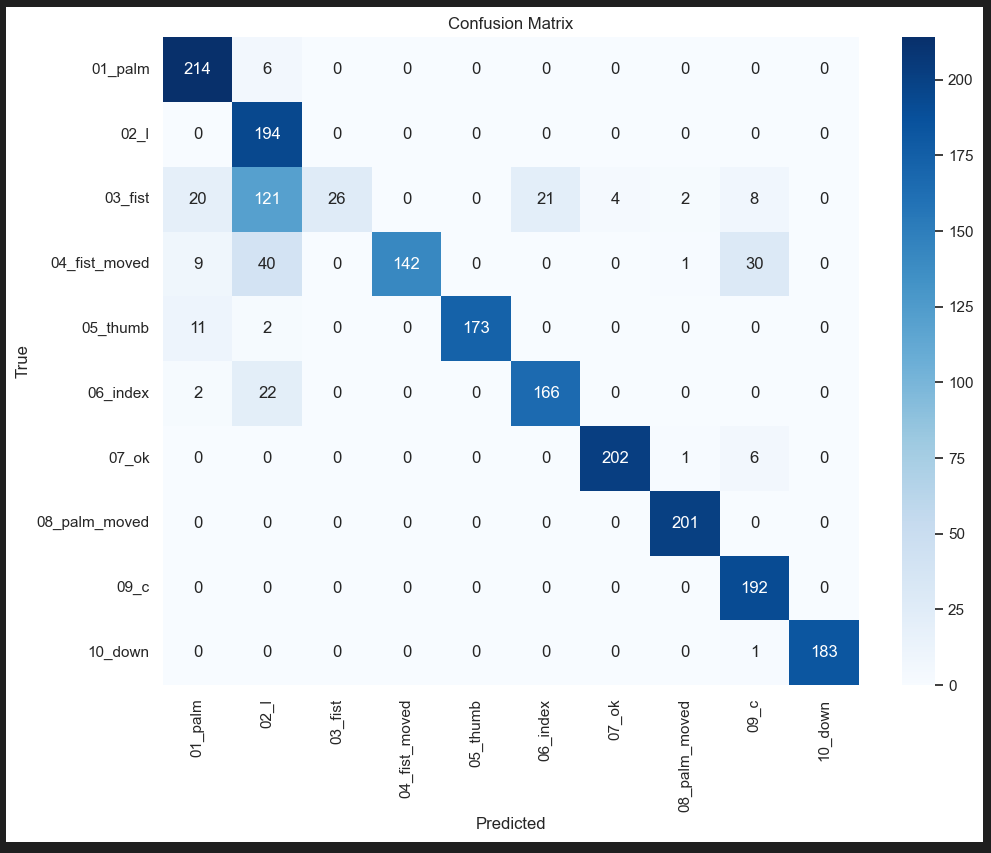 Confusion Matrix
01_palm 214 6 0 0 0 0 0 0 0 0
02_l 0 194 0 0 0 0 0 0 0 0
03_fist 20 121 26 0 0 21 4 2 8 0
04_fist_moved 9 40 0 142 0 0 0 1 30 0
05_thumb 11 2 0 0 173 0 0 0 0 0
06_index 2 22 0 0 0 166 0 0 0 0
07_ok 0 0 0 0 0 0 202 1 6 0
08_palm_moved 0 0 0 0 0 0 0 201 0 0
09_c 0 0 0 0 0 0 0 0 192 0
10_down 0 0 0 0 0 0 0 0 1 183
True
01_palm 02_l 03_fist 04_fist_moved 05_thumb 06_index 07_ok 08_palm_moved 09_c 10_down
Predicted
200
175
150
125
100
75
50
25
0